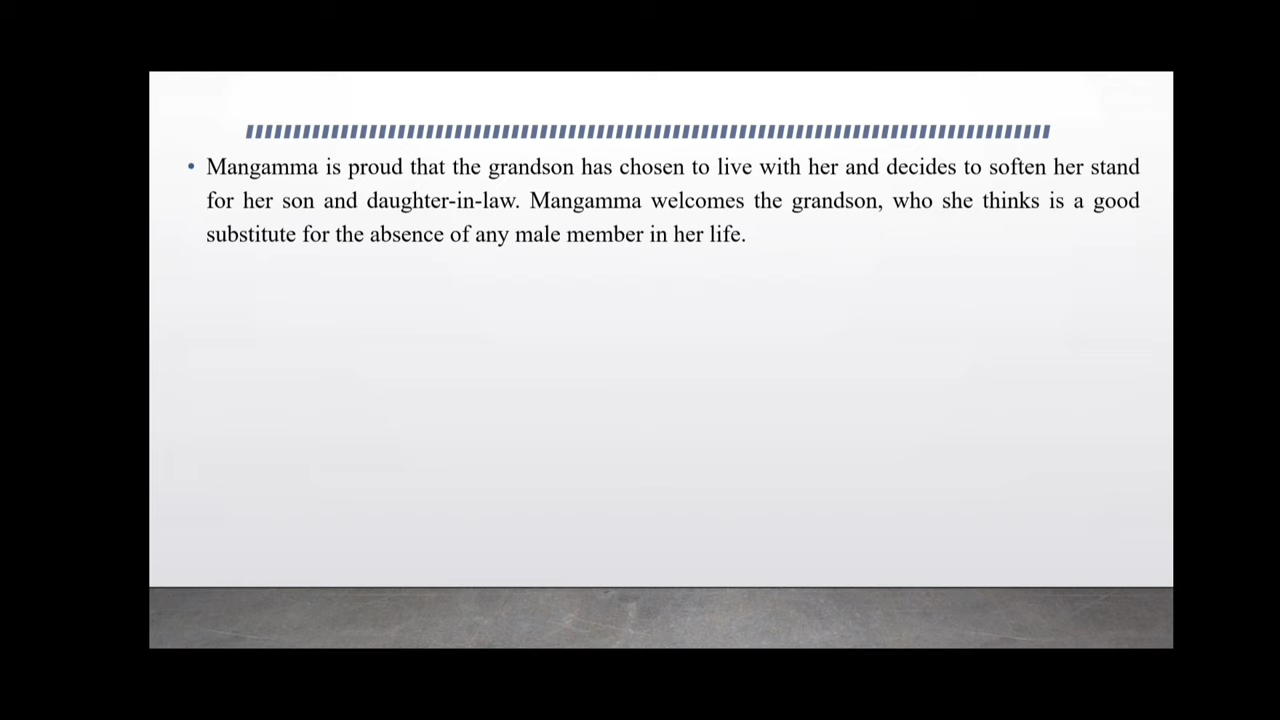 • Mangamma is proud that the grandson has chosen to live with her and decides to soften her stand
for her son and daughter-in-law. Mangamma welcomes the grandson, who she thinks is a good
substitute for the absence of any male member in her life.